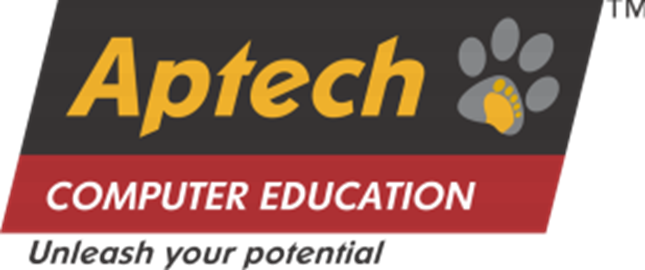 Aptech
TM
COMPUTER EDUCATION
Unleash your potential